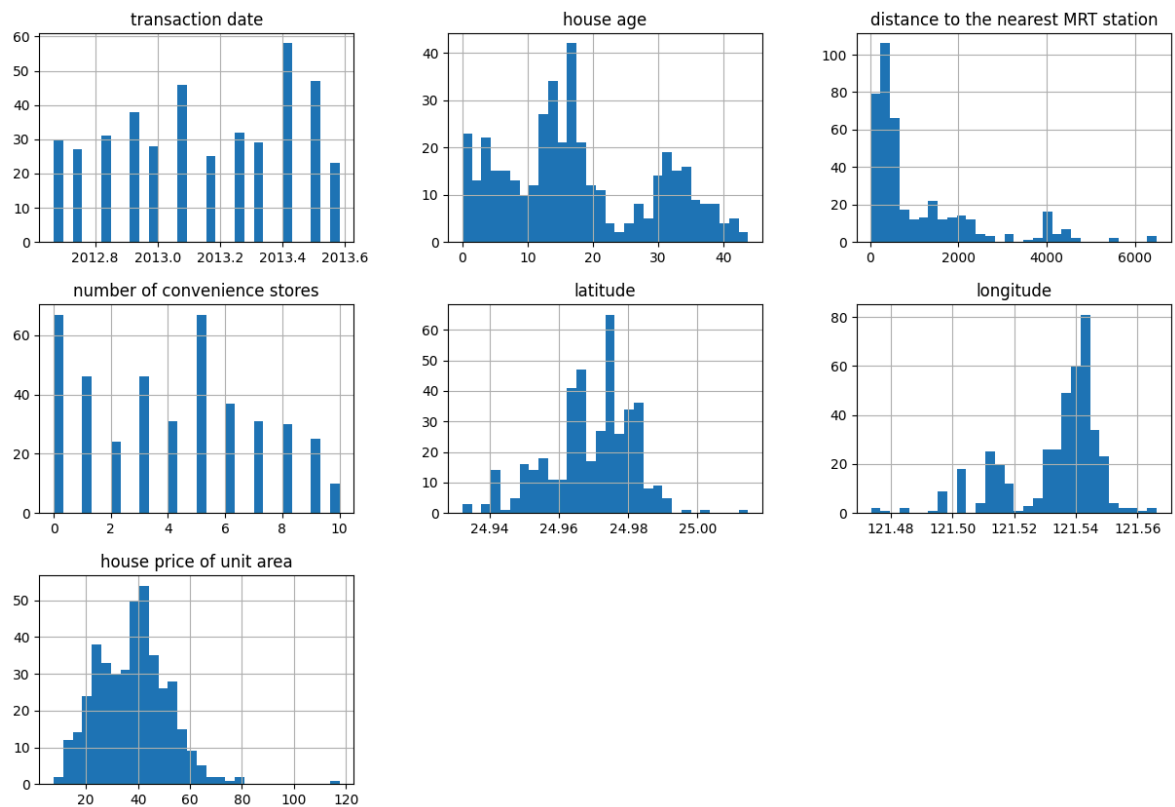 transaction date
house age
distance to the nearest MRT station
60
50
40
30
20
10
0
2012.8 2013.0 2013.2 2013.4 2013.6
40
30
20
10
0
0 10 20 30 40
100
80
60
40
20
0
0 2000 4000 6000
number of convenience stores
latitude
longitude
60
40
20
0
0 2 4 6 8 10
60
50
40
30
20
10
0
24.94 24.96 24.98 25.00
80
60
40
20
0
121.48 121.50 121.52 121.54 121.56
house price of unit area
50
40
30
20
10
0
20 40 60 80 100 120